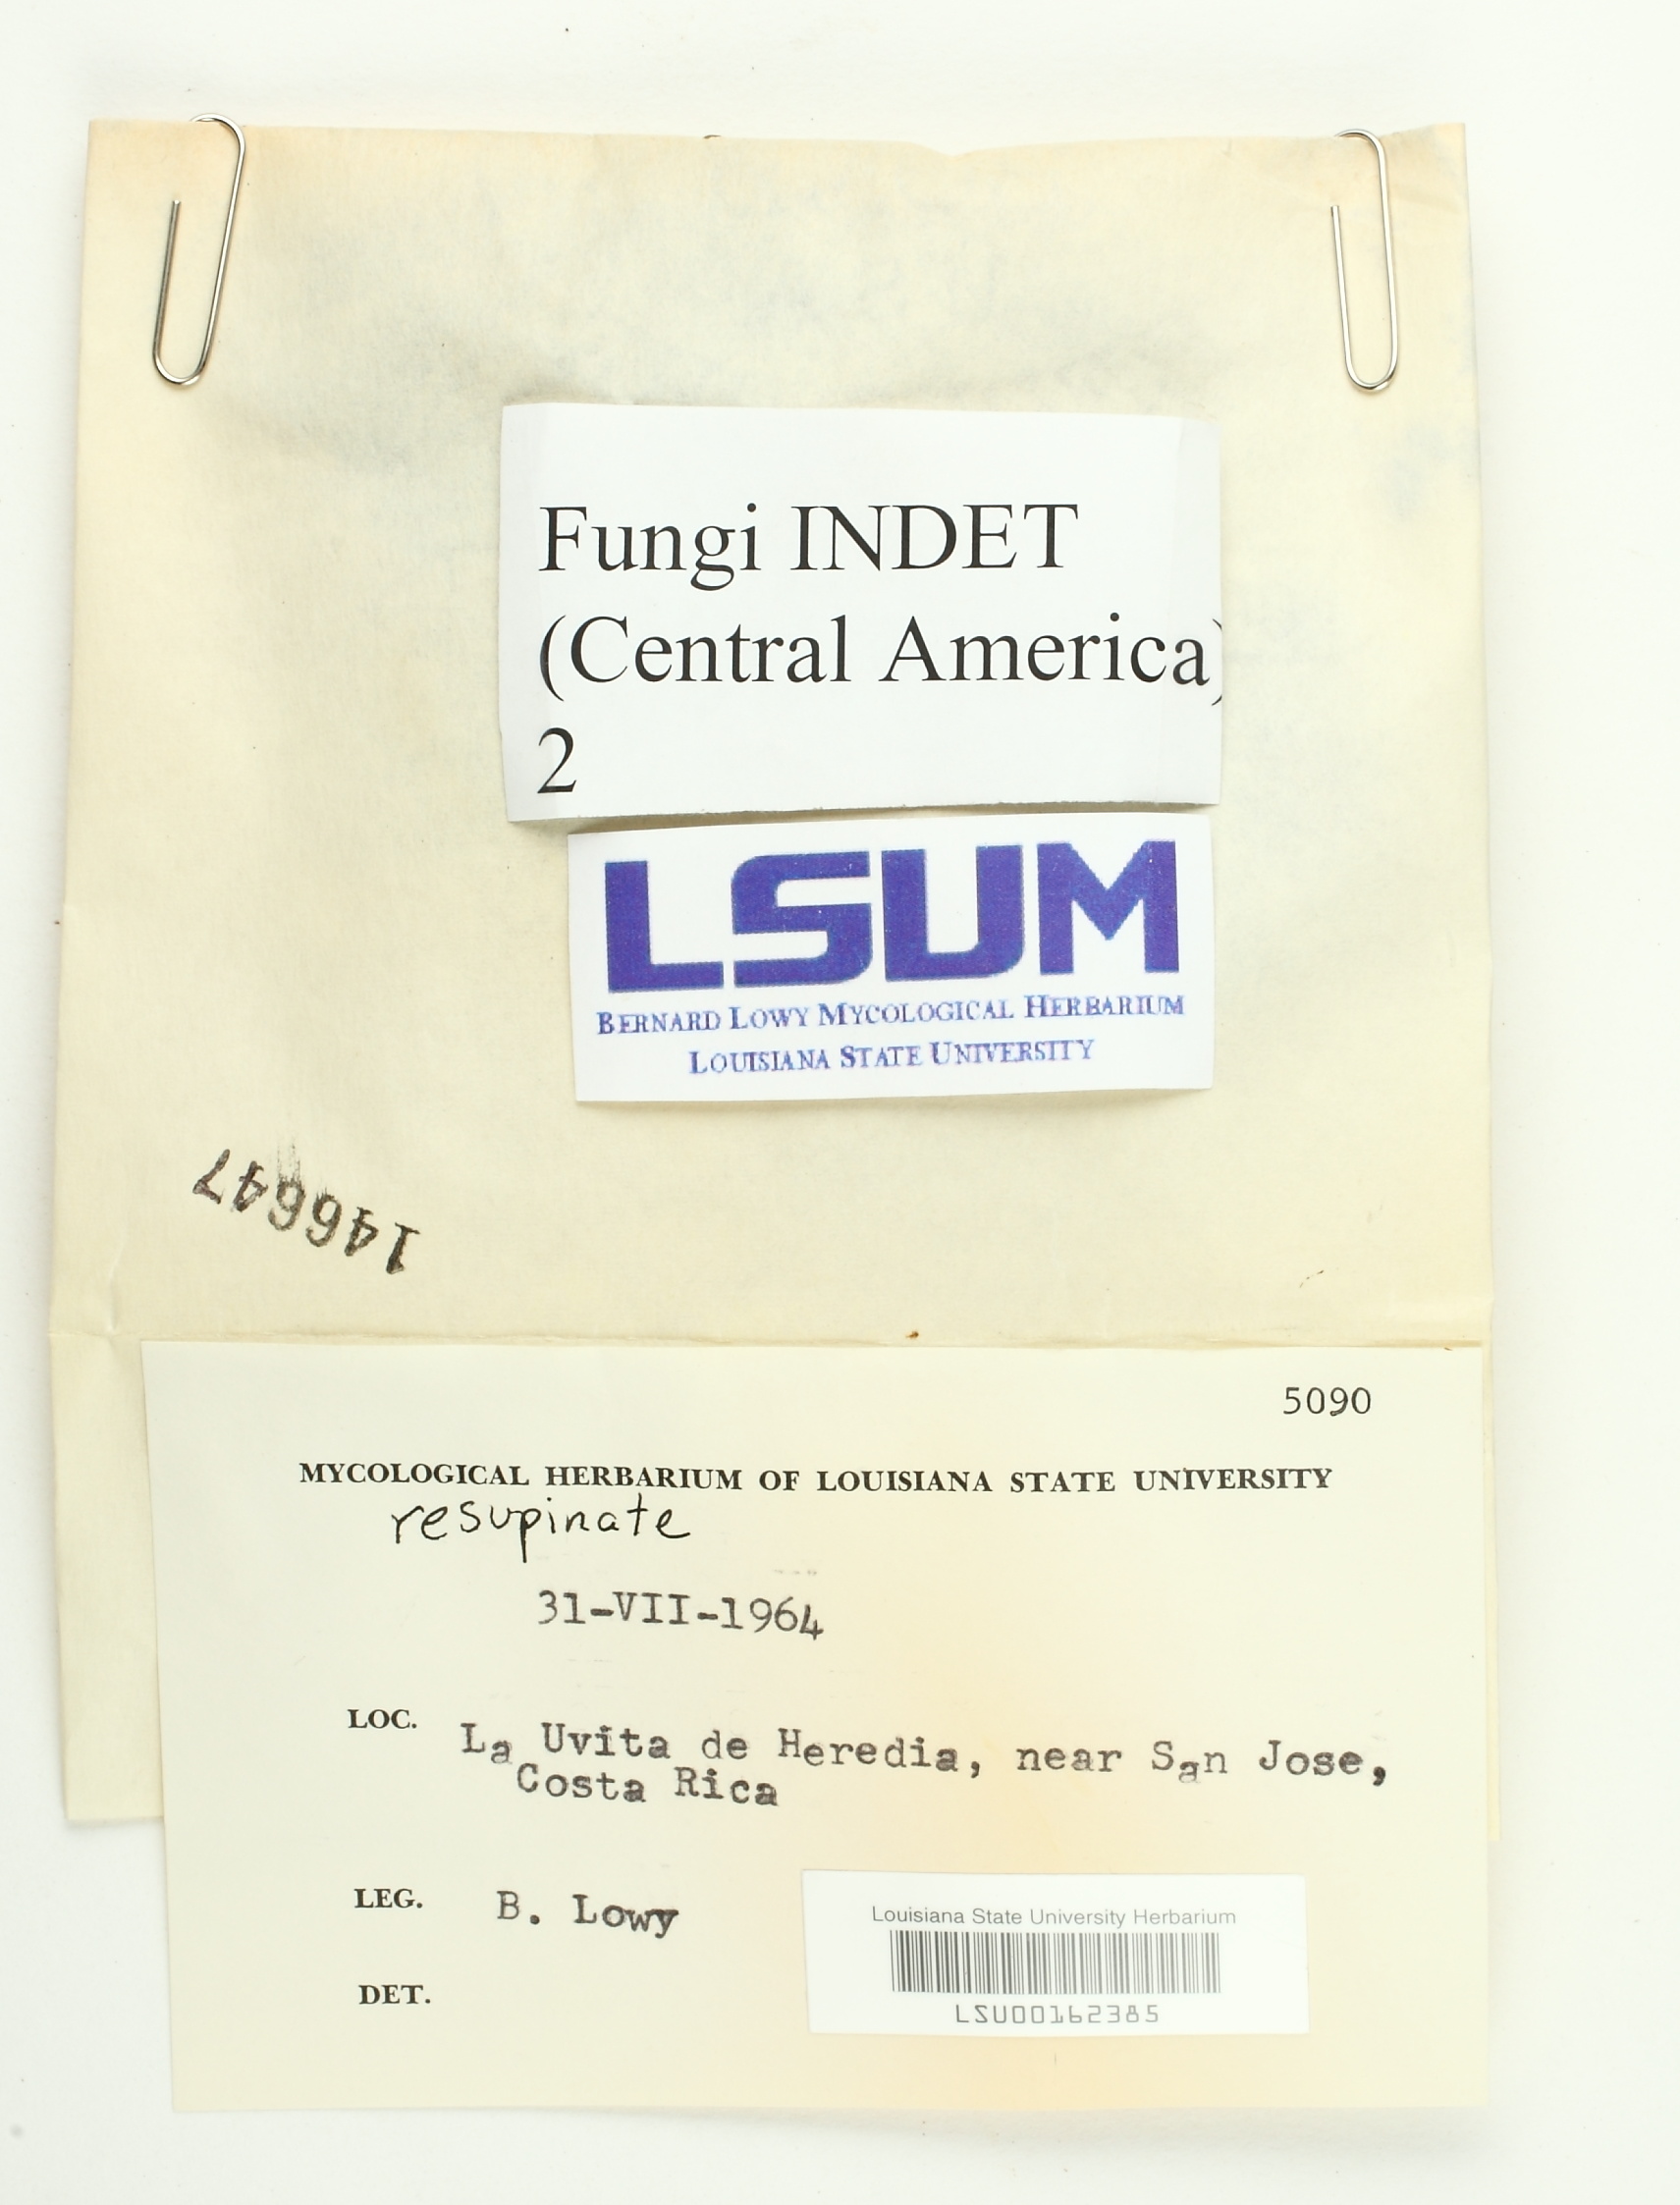 Fungi INDET
(Central America)
2
LSUM
BERNARD LOWY MYCOLOGICAL HERBARIUM
LOUISIANA STATE UNIVERSITY
146647
5090
MYCOLOGICAL HERBARIUM OF LOUISIANA STATE UNIVERSITY
resupinate
31-VII-1964
LOC. La Uvita de Heredia, near San Jose,
Costa Rica
LEG. B. Lowy
Louisiana State University Herbarium
LSU00162385
DET.